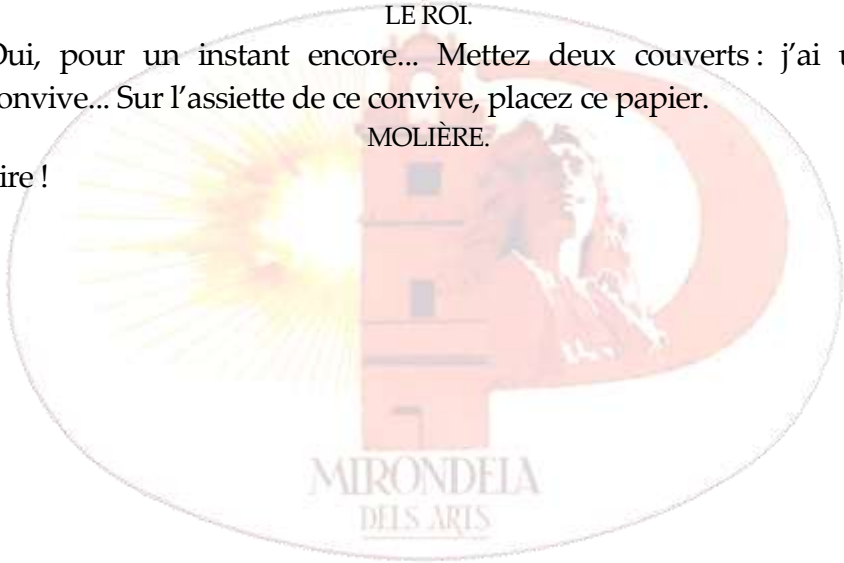 LE ROI.
Oui, pour un instant encore... Mettez deux couverts : j’ai u
onvive... Sur l’assiette de ce convive, placez ce papier.
MOLIÈRE.
ire !
MIRONDELA
DELS ARTS